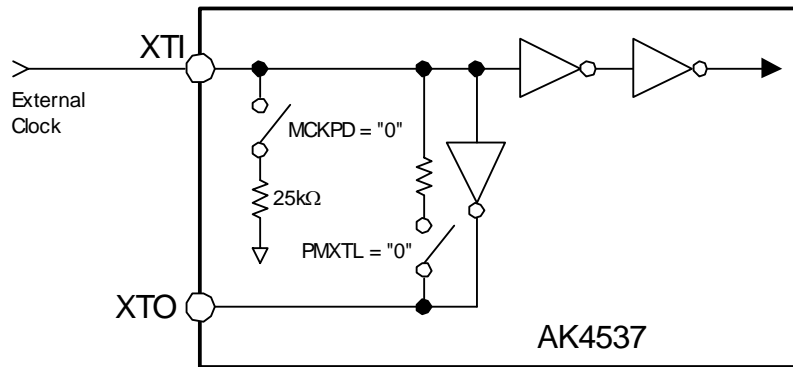 XTI
External
Clock
MCKPD = "0"
25kΩ
PMXTL = "0"
XTO
AK4537